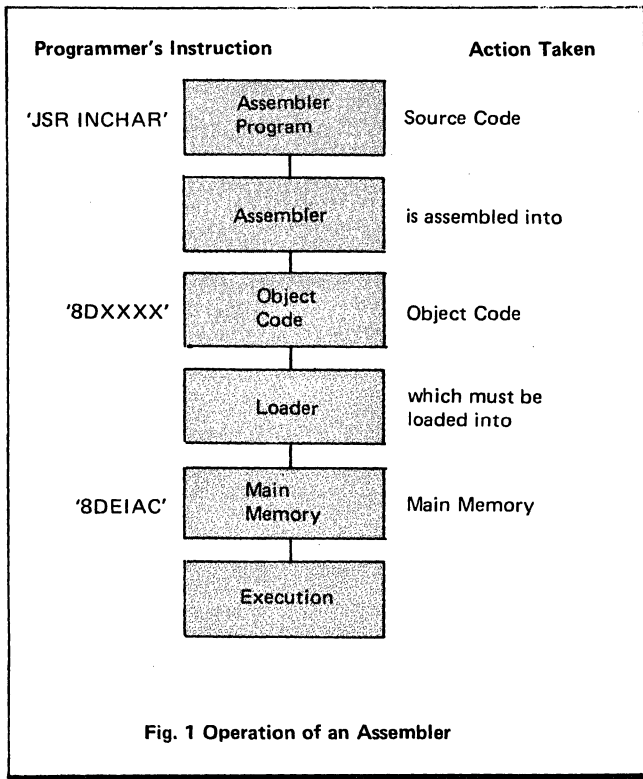 Programmer's Instruction
Action Taken
'JSR INCHAR'
Assembler
Program
Source Code
Assembler
is assembled into
'8DXXXX'
Object
Code
Object Code
Loader
which must be
loaded into
'8DEIAC'
Main
Memory
Main Memory
Execution
Fig. 1 Operation of an Assembler